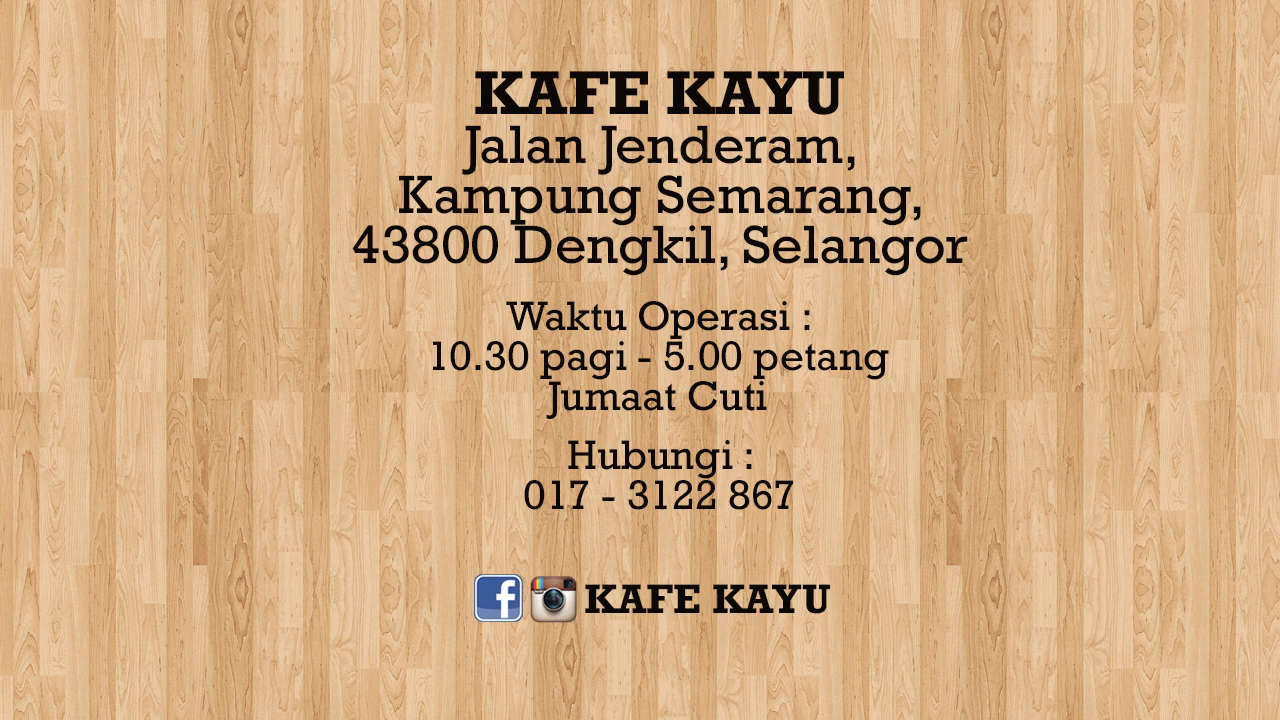 KAFE KAYU
Jalan Jenderam,
Kampung Semarang,
43800 Dengkil, Selangor
Waktu Operasi :
10.30 pagi - 5.00 petang
Jumaat Cuti
Hubungi :
017 - 3122 867
f KAFE KAYU